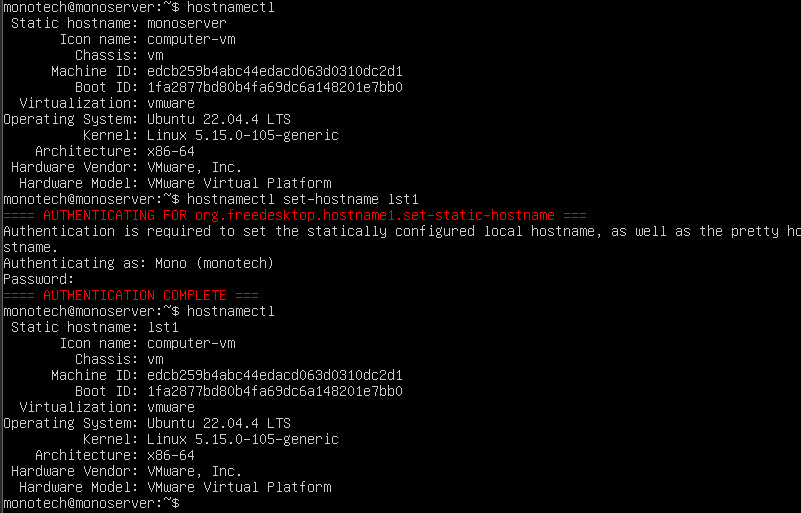 monotech@monoserver:~$ hostnamectl
Static hostname: monoserver
Icon name: computer-vm
Chassis: vm
Machine ID: edcb259b4abc44edacd063d0310dc2d1
Boot ID: 1fa2877bd80b4fa69dc6a148201e7bb0
Virtualization: vmware
Operating System: Ubuntu 22.04.4 LTS
Kernel: Linux 5.15.0-105-generic
Architecture: x86-64
Hardware Vendor: VMware, Inc.
Hardware Model: VMware Virtual Platform
monotech@monoserver:~$ hostnamectl set-hostname lst1
==== AUTHENTICATING FOR org.freedesktop.hostname1.set-static-hostname ===
Authentication is required to set the statically configured local hostname, as well as the pretty ho
stname.
Authenticating as: Mono (monotech)
Password:
==== AUTHENTICATION COMPLETE ===
monotech@monoserver:~$ hostnamectl
Static hostname: lst1
Icon name: computer-vm
Chassis: vm
Machine ID: edcb259b4abc44edacd063d0310dc2d1
Boot ID: 1fa2877bd80b4fa69dc6a148201e7bb0
Virtualization: vmware
Operating System: Ubuntu 22.04.4 LTS
Kernel: Linux 5.15.0-105-generic
Architecture: x86-64
Hardware Vendor: VMware, Inc.
Hardware Model: VMware Virtual Platform
monotech@monoserver:~$